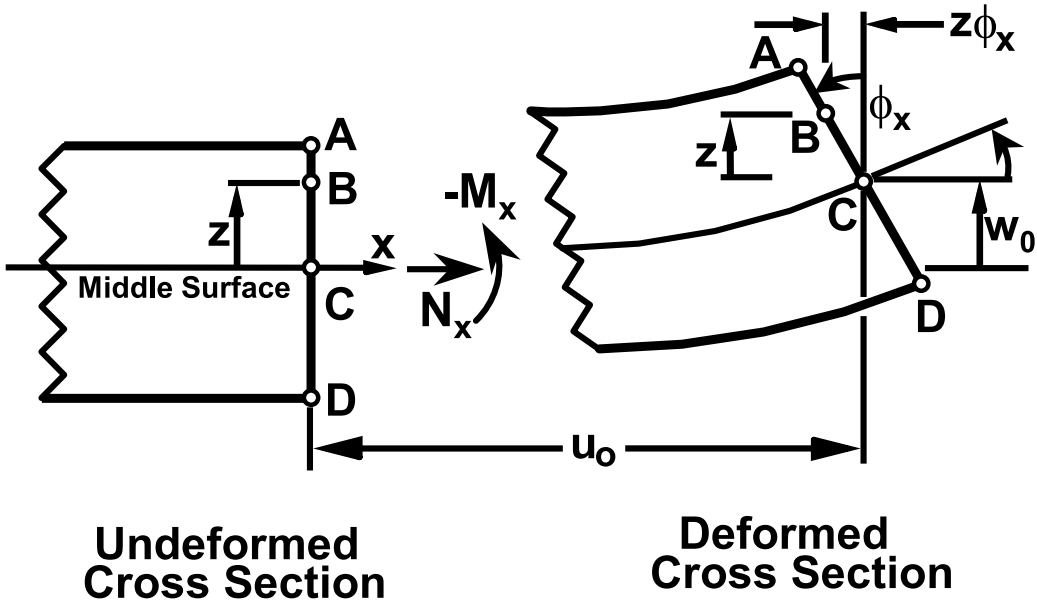 A
B
z
x
Middle Surface
C
D
-Mₓ
Nₓ
zϕₓ
A
ϕₓ
B
z
C
w₀
D
uₒ
Undeformed
Cross Section
Deformed
Cross Section